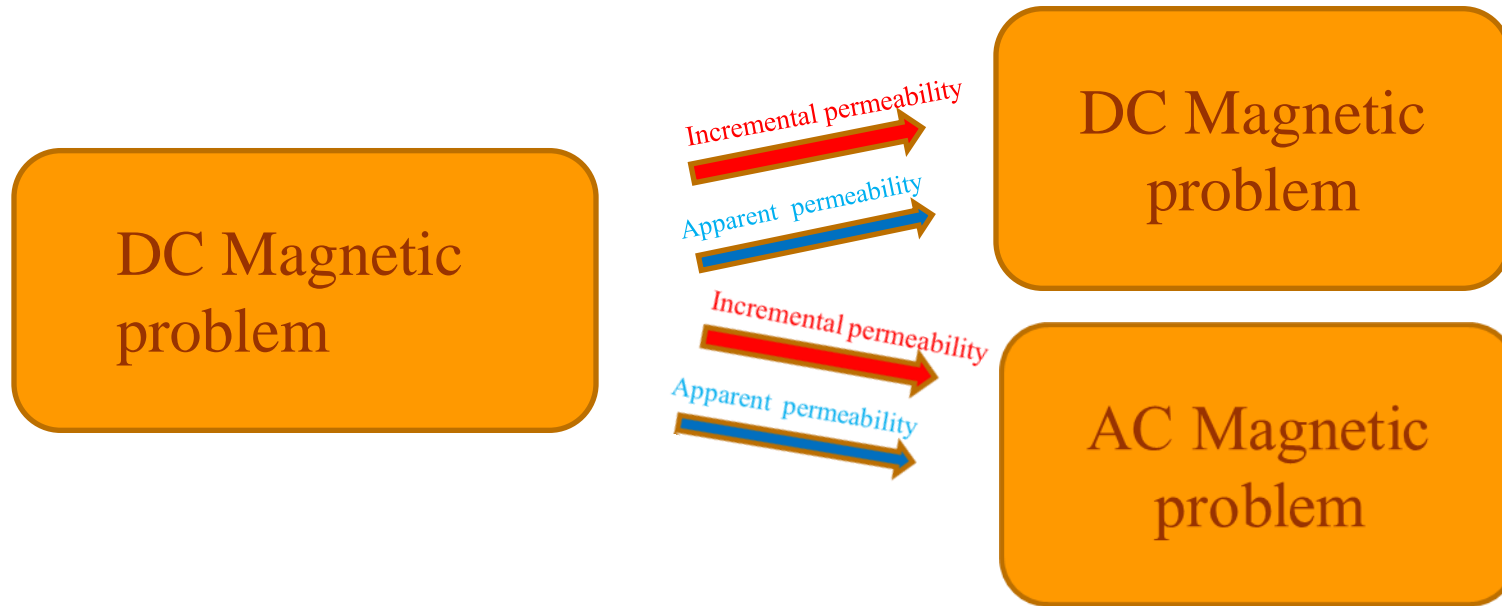 DC Magnetic
problem
Incremental permeability
Apparent permeability
Incremental permeability
Apparent permeability
DC Magnetic
problem
AC Magnetic
problem